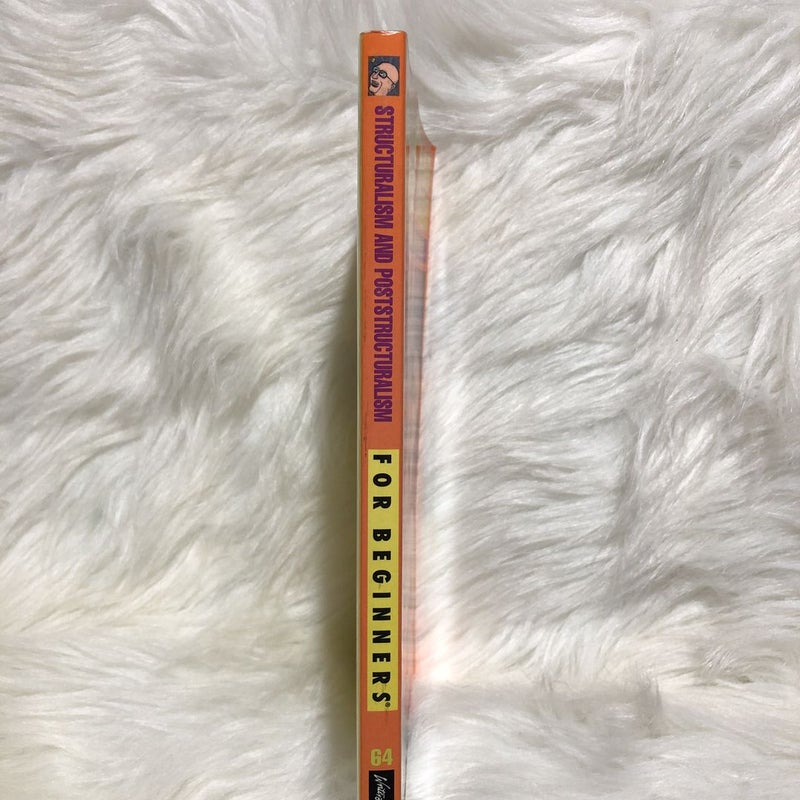 STRUCTURALISM AND POSTSTRUCTURALISM
FOR BEGINNERS®
64